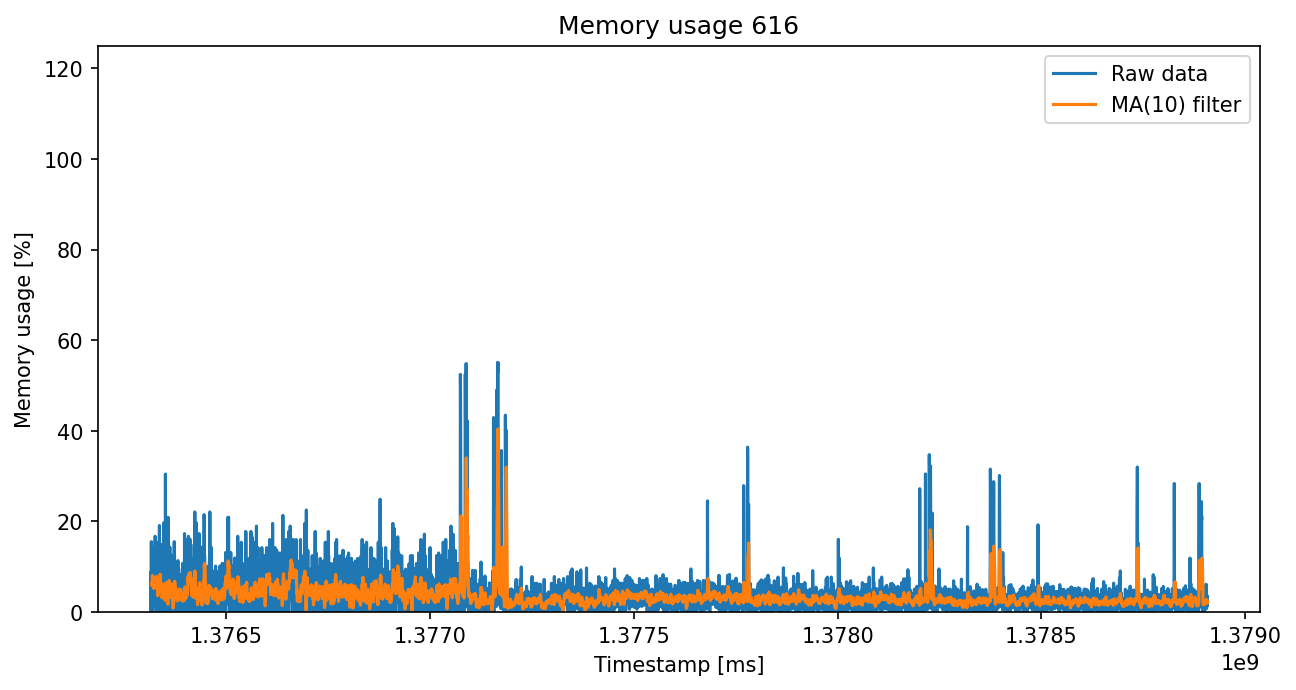 Memory usage 616
Raw data
MA(10) filter
Memory usage [%]
120
100
80
60
40
20
0
1.3765 1.3770 1.3775 1.3780 1.3785 1.3790
1e9
Timestamp [ms]